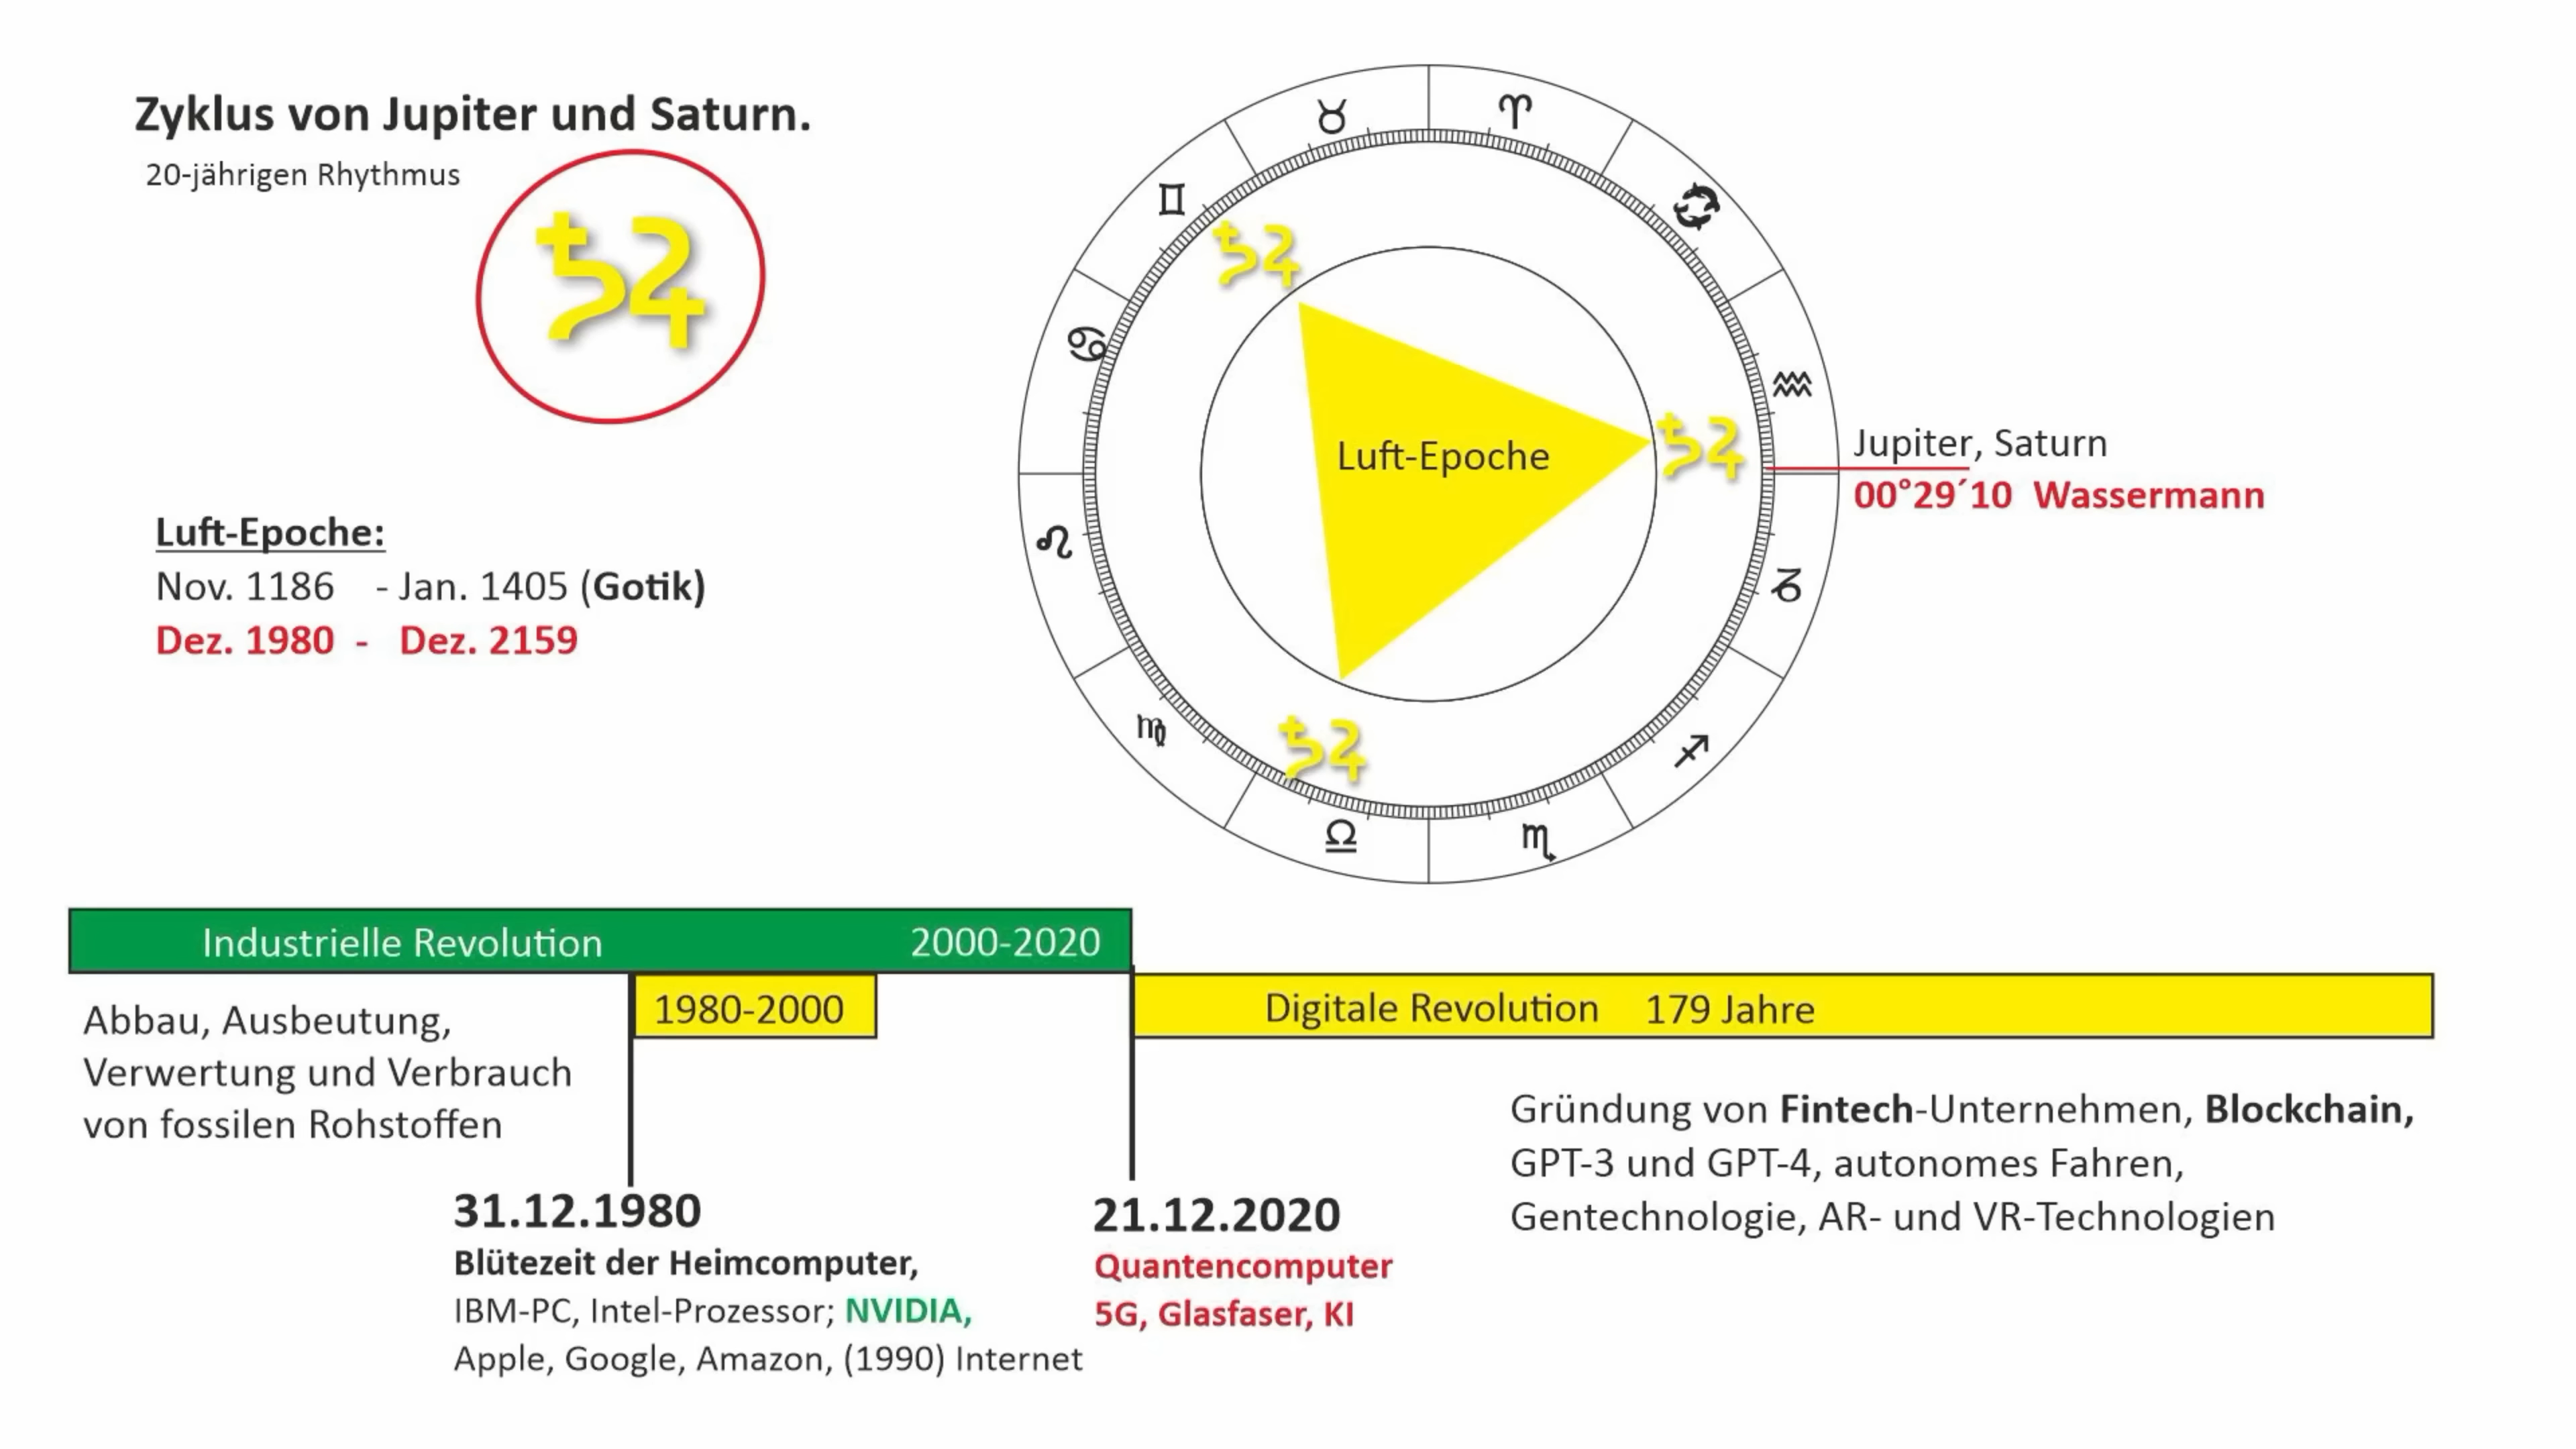 Zyklus von Jupiter und Saturn.
20-jährigen Rhythmus
♄♃
Luft-Epoche:
Nov. 1186 - Jan. 1405 (Gotik)
Dez. 1980 - Dez. 2159
♉ ♈
♊
♋
♌
♍
♎ ♏
♐
♑
♒
♄♃
♄♃
♄♃
Luft-Epoche
Jupiter, Saturn
00°29´10 Wassermann
Industrielle Revolution 2000-2020
1980-2000
Digitale Revolution 179 Jahre
Abbau, Ausbeutung,
Verwertung und Verbrauch
von fossilen Rohstoffen
31.12.1980
Blütezeit der Heimcomputer,
IBM-PC, Intel-Prozessor; NVIDIA,
Apple, Google, Amazon, (1990) Internet
21.12.2020
Quantencomputer
5G, Glasfaser, KI
Gründung von Fintech-Unternehmen, Blockchain,
GPT-3 und GPT-4, autonomes Fahren,
Gentechnologie, AR- und VR-Technologien